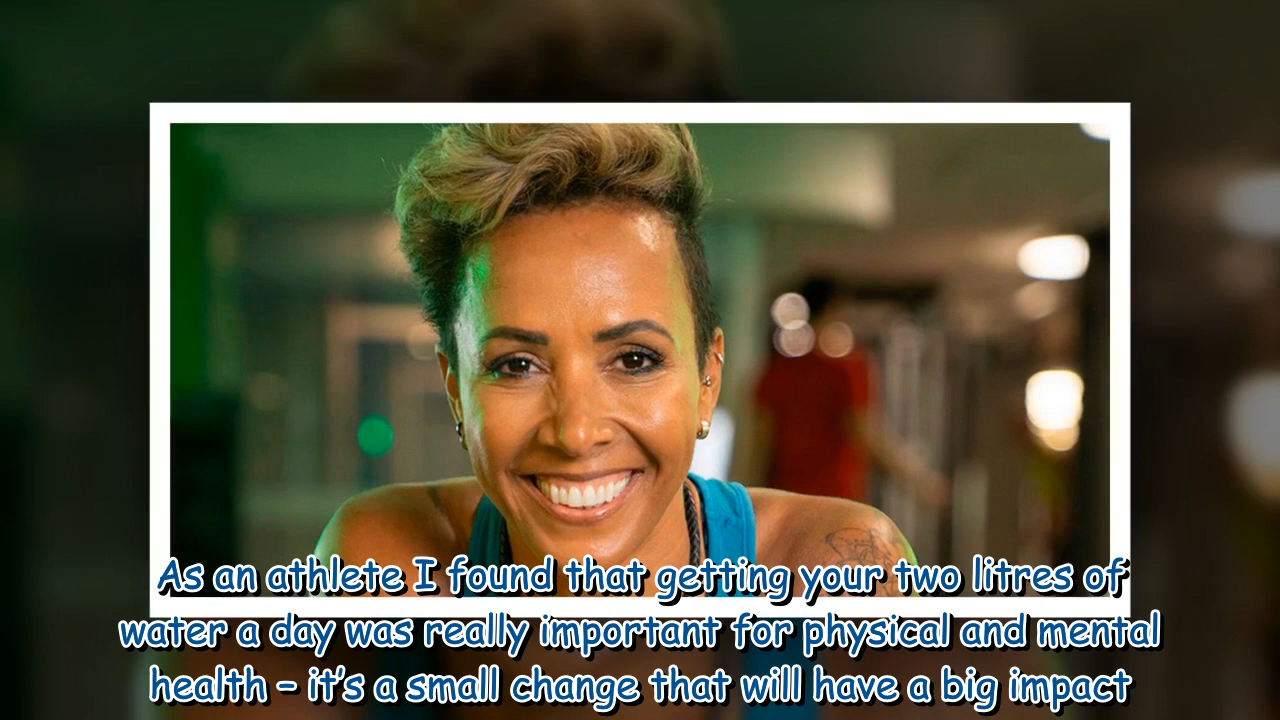 As an athlete I found that getting your two litres of
water a day was really important for physical and mental
health – it’s a small change that will have a big impact